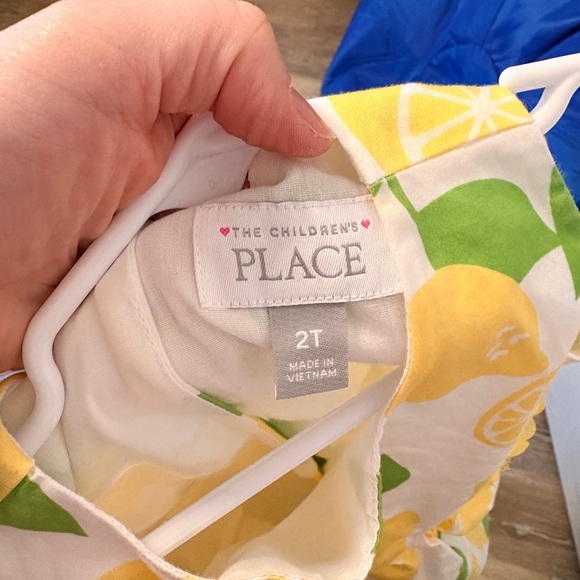 THE CHILDREN'S
PLACE
2T
MADE IN
VIETNAM